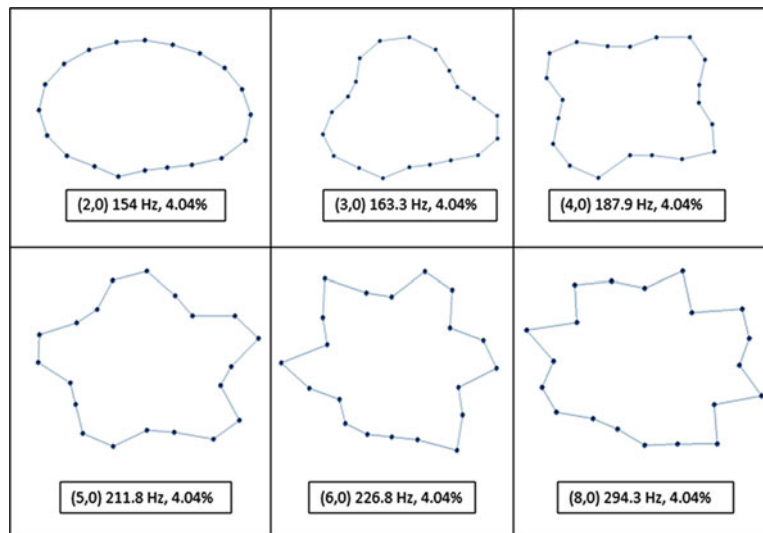 (2,0) 154 Hz, 4.04%
(3,0) 163.3 Hz, 4.04%
(4,0) 187.9 Hz, 4.04%
(5,0) 211.8 Hz, 4.04%
(6,0) 226.8 Hz, 4.04%
(8,0) 294.3 Hz, 4.04%